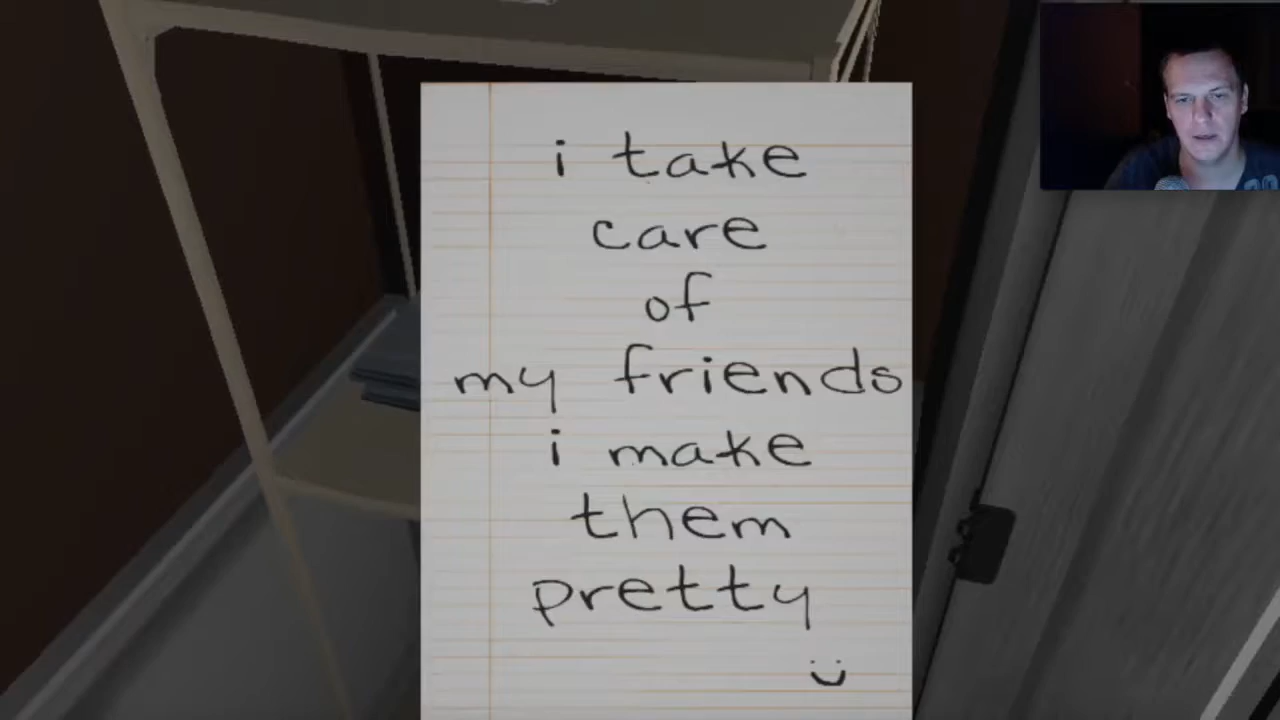 i take
care
of
my friends
i make
them
pretty